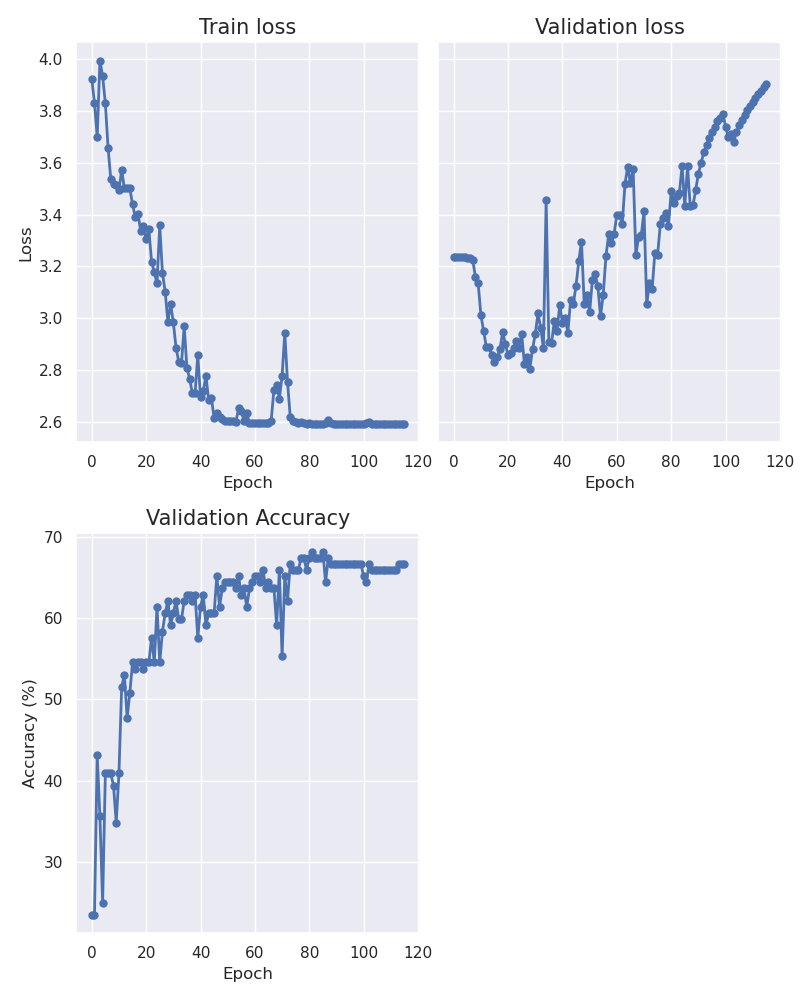 Train loss
Validation loss
Loss
4.0
3.8
3.6
3.4
3.2
3.0
2.8
2.6
0 20 40 60 80 100 120
0 20 40 60 80 100 120
Epoch
Epoch
Validation Accuracy
Accuracy (%)
70
60
50
40
30
0 20 40 60 80 100 120
Epoch